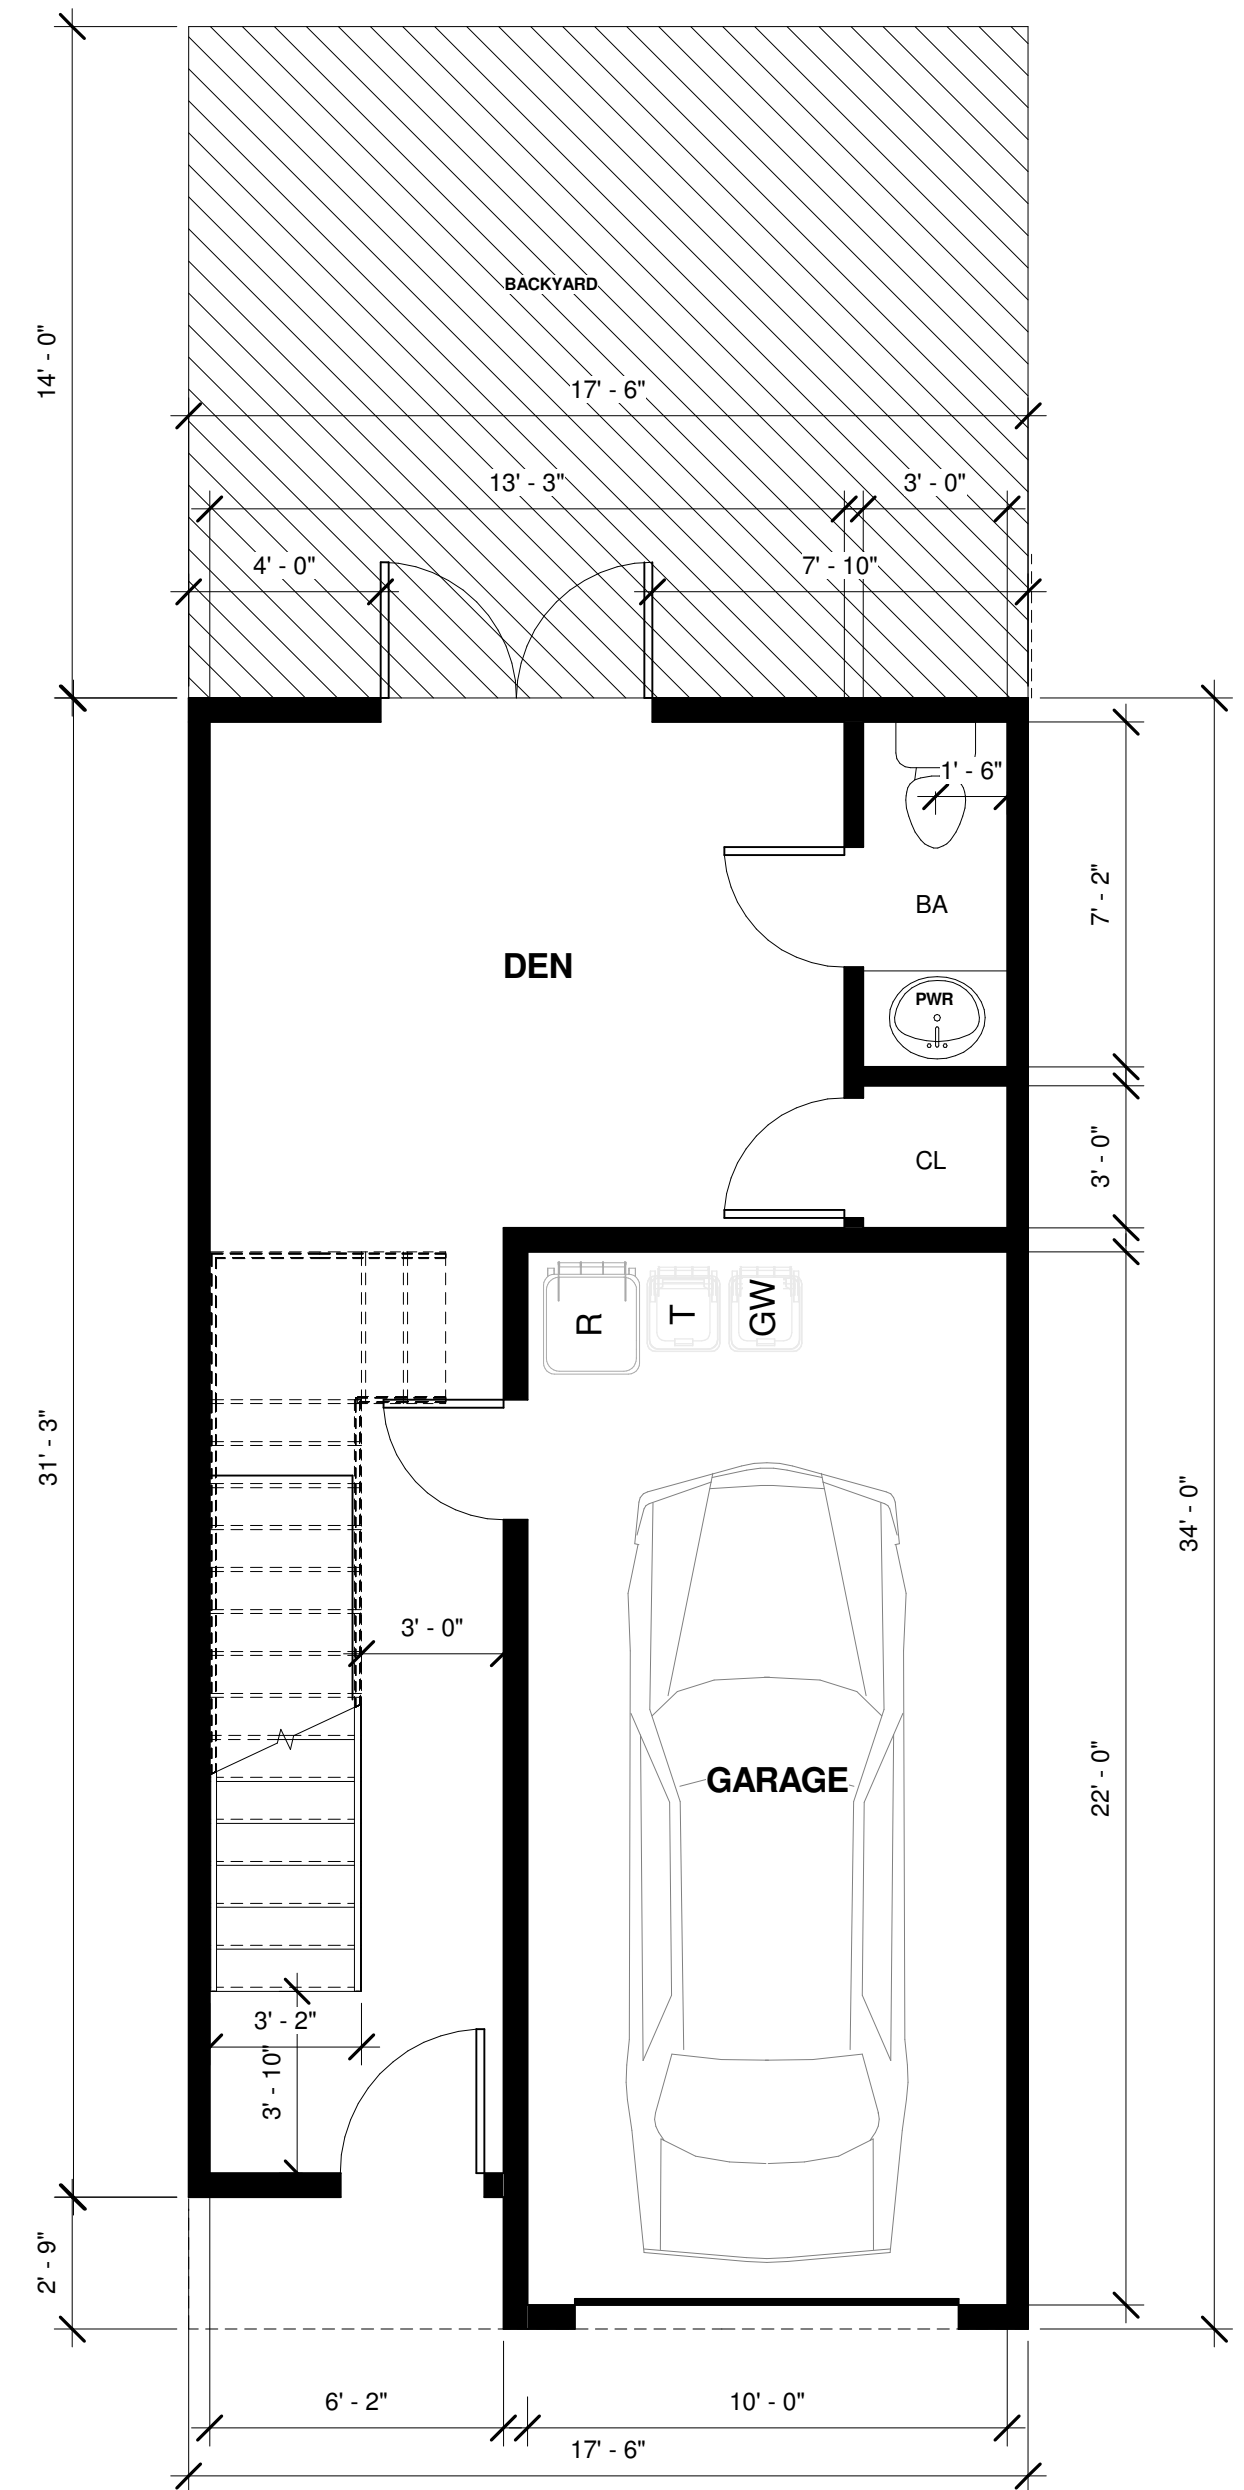 14' - 0"
BACKYARD
17' - 6"
13' - 3"
3' - 0"
4' - 0"
7' - 10"
1' - 6"
7' - 2"
BA
DEN
PWR
3' - 0"
CL
R
T
GW
31' - 3"
34' - 0"
3' - 0"
GARAGE
22' - 0"
3' - 2"
3' - 10"
2' - 9"
6' - 2"
10' - 0"
17' - 6"